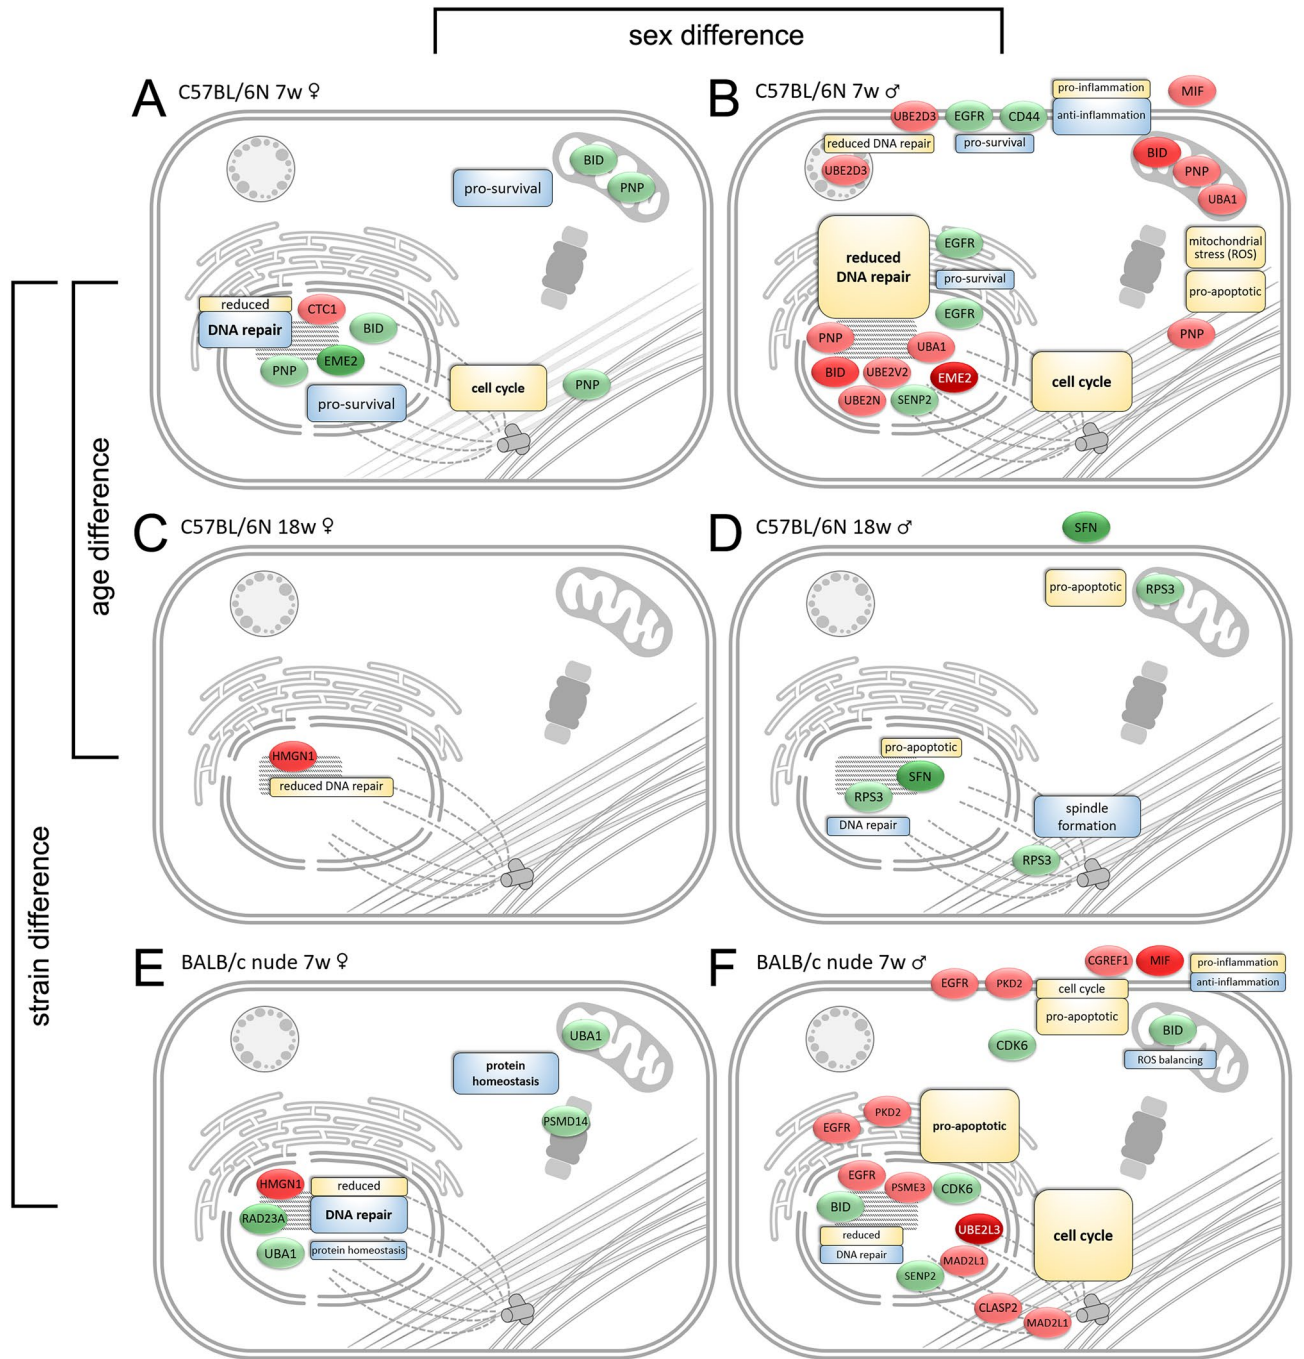 sex difference
age difference
strain difference
A C57BL/6N 7w ♀
BID
PNP
pro-survival
reduced
DNA repair
CTC1
BID
EME2
PNP
pro-survival
cell cycle
PNP
B C57BL/6N 7w ♂
UBE2D3
EGFR
CD44
pro-inflammation
anti-inflammation
MIF
reduced DNA repair
pro-survival
UBE2D3
BID
PNP
UBA1
reduced
DNA repair
EGFR
pro-survival
EGFR
mitochondrial
stress (ROS)
pro-apoptotic
PNP
PNP
UBA1
BID
UBE2V2
EME2
UBE2N
SENP2
cell cycle
C C57BL/6N 18w ♀
HMGN1
reduced DNA repair
D C57BL/6N 18w ♂
SFN
pro-apoptotic
RPS3
pro-apoptotic
SFN
RPS3
DNA repair
spindle
formation
RPS3
E BALB/c nude 7w ♀
UBA1
protein
homeostasis
PSMD14
HMGN1
reduced
DNA repair
RAD23A
UBA1
protein homeostasis
F BALB/c nude 7w ♂
EGFR
PKD2
CGREF1
MIF
pro-inflammation
anti-inflammation
cell cycle
pro-apoptotic
CDK6
BID
ROS balancing
PKD2
EGFR
pro-apoptotic
EGFR
PSME3
CDK6
BID
reduced
DNA repair
UBE2L3
MAD2L1
SENP2
cell cycle
CLASP2
MAD2L1